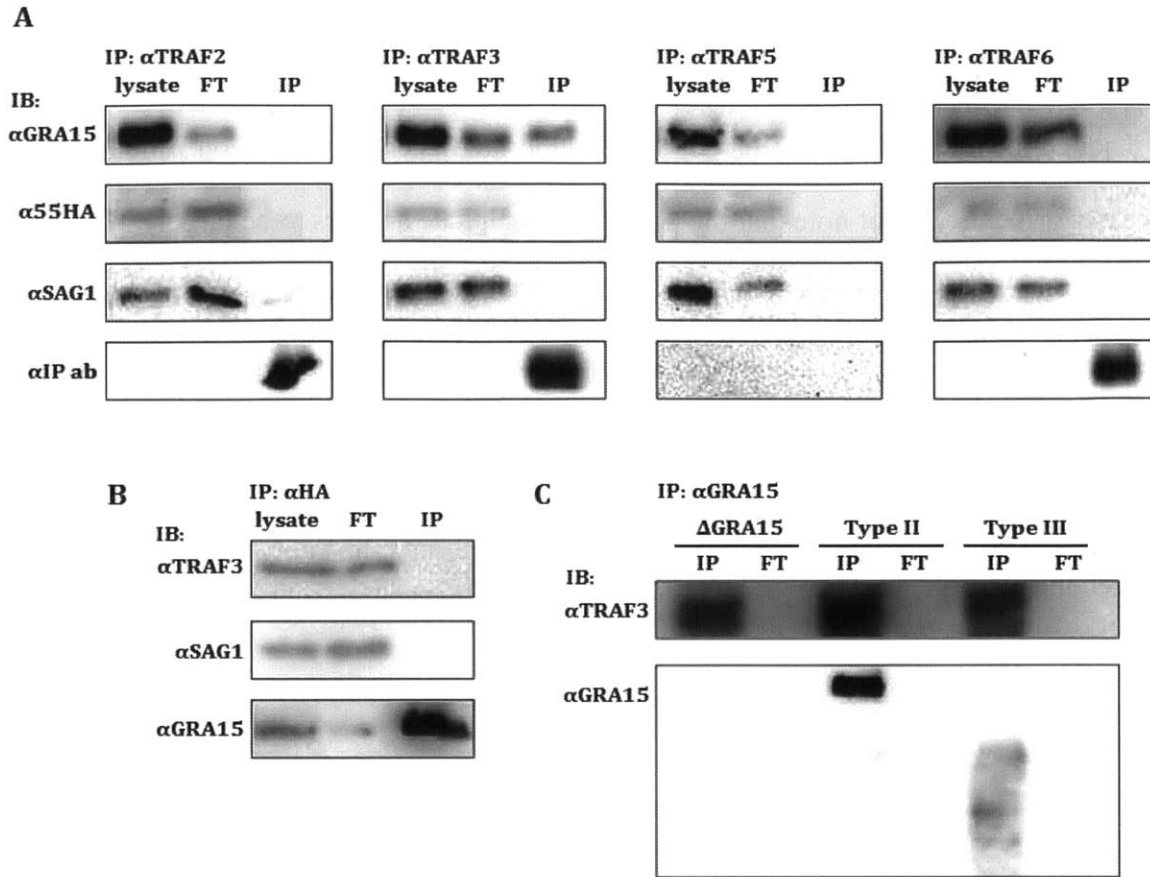 A
IP: αTRAF2 IP: αTRAF3 IP: αTRAF5 IP: αTRAF6
lysate FT IP lysate FT IP lysate FT IP lysate FT IP
IB:
αGRA15
α55HA
αSAG1
αIP ab
B
IP: αHA
lysate FT IP
IB:
αTRAF3
αSAG1
αGRA15
C
IP: αGRA15
ΔGRA15 Type II Type III
IP FT IP FT IP FT
IB:
αTRAF3
αGRA15